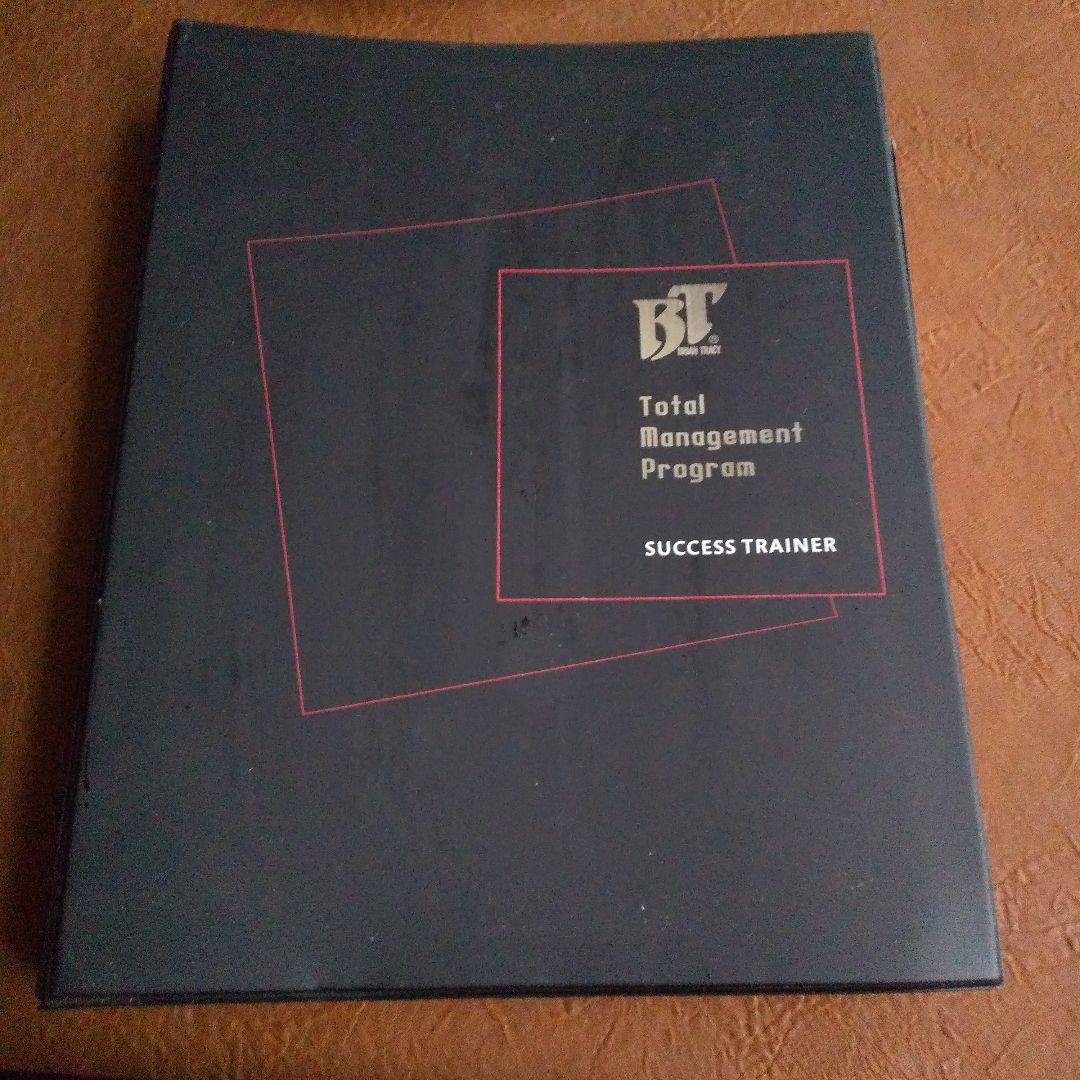 BT®
BRIAN TRACY
Total
Management
Program
SUCCESS TRAINER